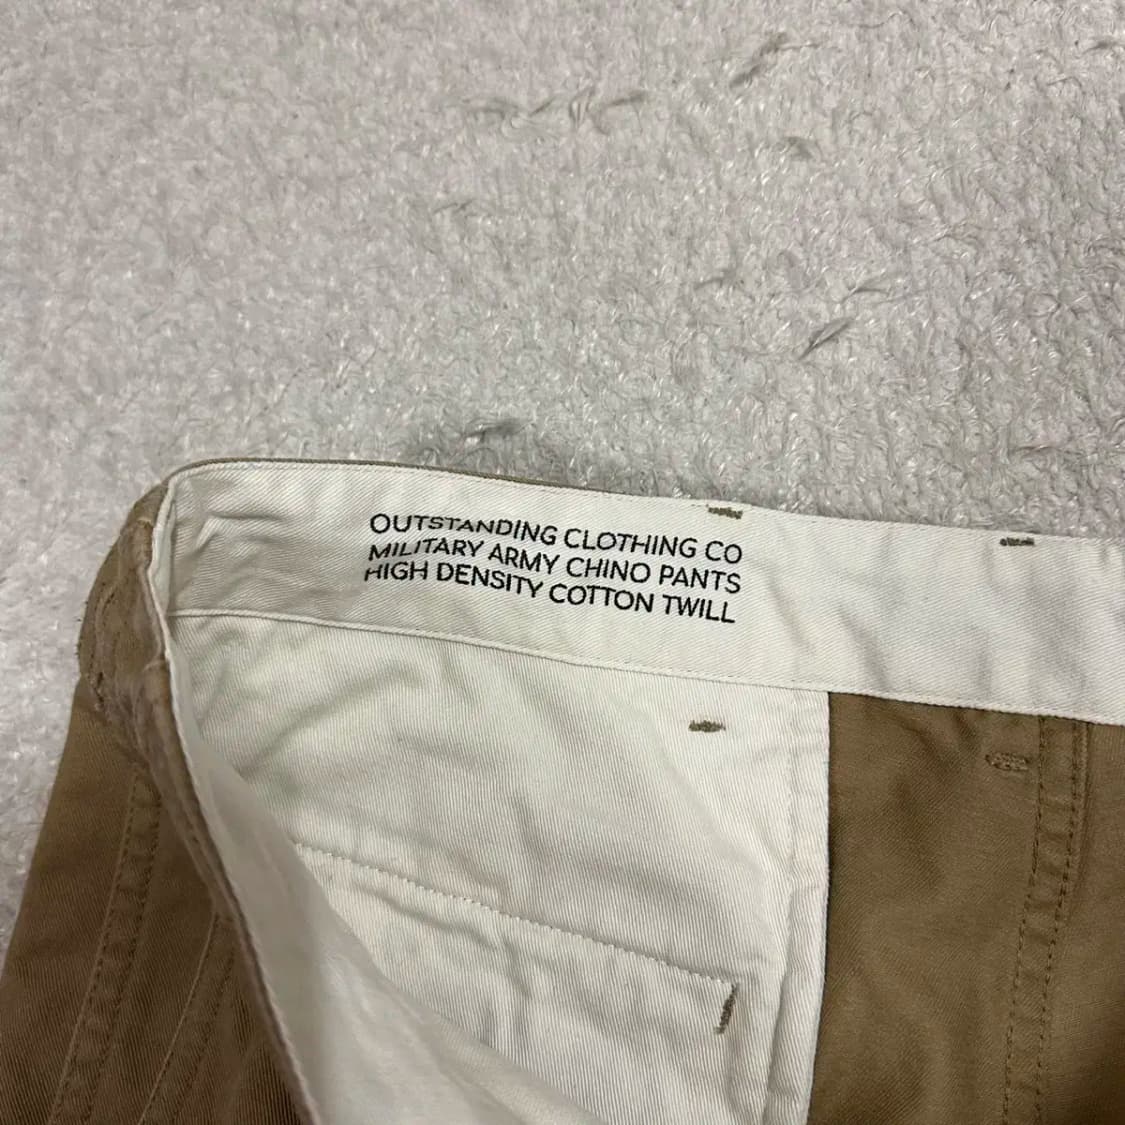 OUTSTANDING CLOTHING CO
MILITARY ARMY CHINO PANTS
HIGH DENSITY COTTON TWILL